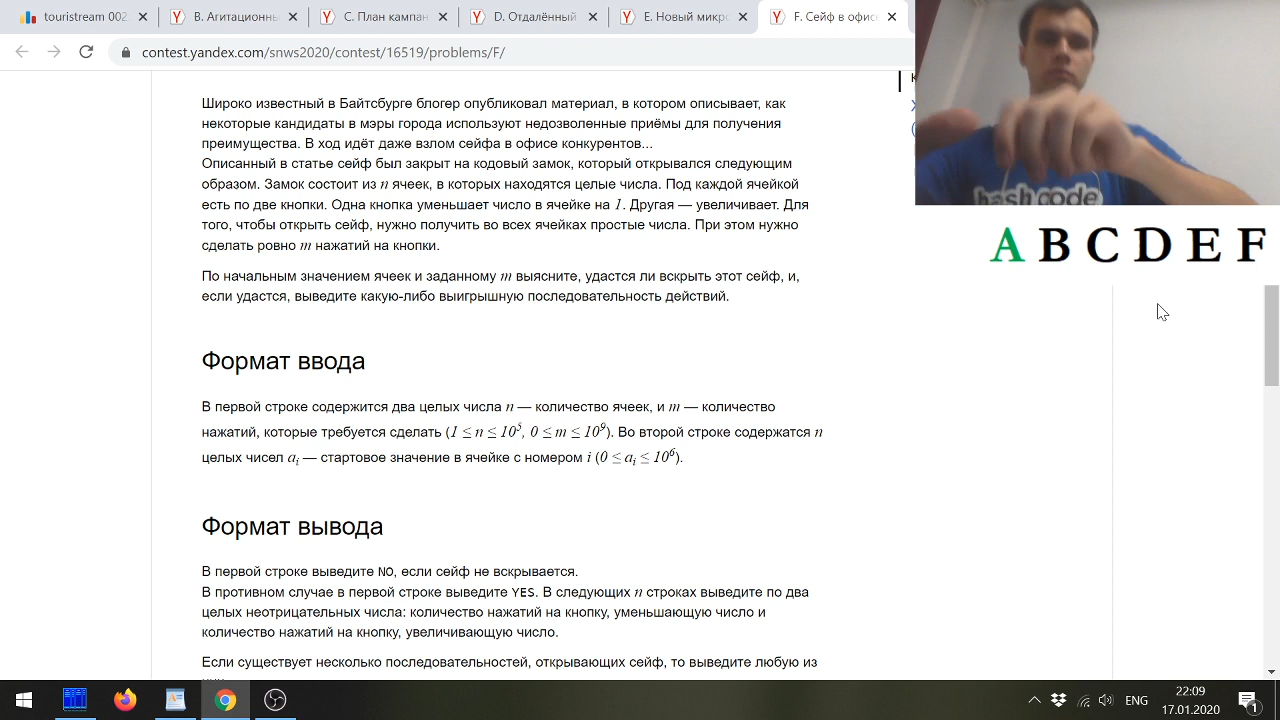 touristream 002
B. Агитационны
C. План кампан
D. Отдалённый
E. Новый микро
F. Сейф в офисе
contest.yandex.com/snws2020/contest/16519/problems/F/
Широко известный в Байтсбурге блогер опубликовал материал, в котором описывает, как
некоторые кандидаты в мэры города используют недозволенные приёмы для получения
преимущества. В ход идёт даже взлом сейфа в офисе конкурентов...
Описанный в статье сейф был закрыт на кодовый замок, который открывался следующим
образом. Замок состоит из n ячеек, в которых находятся целые числа. Под каждой ячейкой
есть по две кнопки. Одна кнопка уменьшает число в ячейке на 1. Другая — увеличивает. Для
того, чтобы открыть сейф, нужно получить во всех ячейках простые числа. При этом нужно
сделать ровно m нажатий на кнопки.
По начальным значением ячеек и заданному m выясните, удастся ли вскрыть этот сейф, и,
если удастся, выведите какую-либо выигрышную последовательность действий.
Формат ввода
В первой строке содержится два целых числа n — количество ячеек, и m — количество
нажатий, которые требуется сделать (1 ≤ n ≤ 10⁵, 0 ≤ m ≤ 10⁹). Во второй строке содержатся n
целых чисел aᵢ — стартовое значение в ячейке с номером i (0 ≤ aᵢ ≤ 10⁶).
Формат вывода
В первой строке выведите NO, если сейф не вскрывается.
В противном случае в первой строке выведите YES. В следующих n строках выведите по два
целых неотрицательных числа: количество нажатий на кнопку, уменьшающую число и
количество нажатий на кнопку, увеличивающую число.
Если существует несколько последовательностей, открывающих сейф, то выведите любую из
hash code
A B C D E F
ENG
22:09
17.01.2020
1